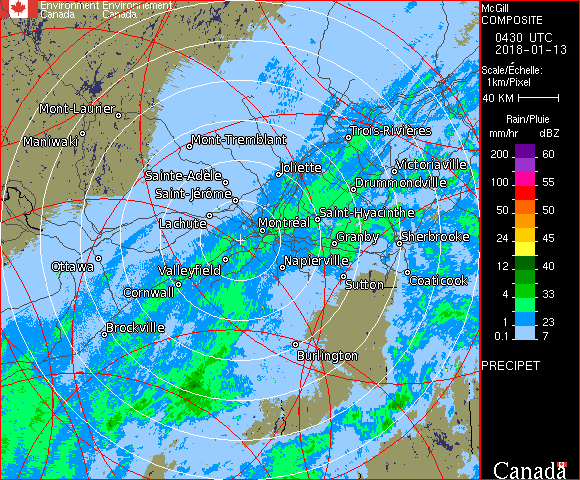 Environment Environnement
Canada Canada
McGill
COMPOSITE
0430 UTC
2018-01-13
Scale/Échelle:
1km/Pixel
40 KM
Rain/Pluie
mm/hr dBZ
200 60
100 55
50 50
24 45
12 40
4 33
1 23
0.1 7
PRECIPET
Canada
Mont-Laurier
Maniwaki
Mont-Tremblant
Trois-Rivières
Sainte-Adèle
Joliette
Victoriaville
Saint-Jérôme
Drummondville
Lachute
Montréal
Saint-Hyacinthe
Granby
Sherbrooke
Ottawa
Valleyfield
Napierville
Cornwall
Sutton
Coaticook
Brockville
Burlington